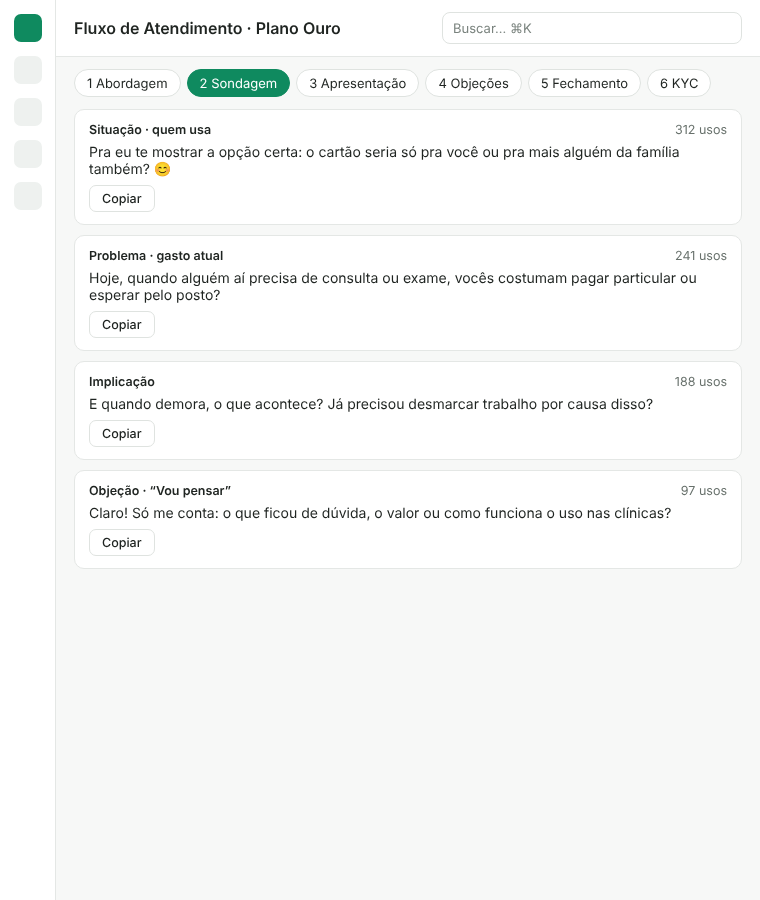 Fluxo de Atendimento · Plano Ouro
Buscar... ⌘K
1 Abordagem
2 Sondagem
3 Apresentação
4 Objeções
5 Fechamento
6 KYC
Situação · quem usa
312 usos
Pra eu te mostrar a opção certa: o cartão seria só pra você ou pra mais alguém da família
também? 😊
Copiar
Problema · gasto atual
241 usos
Hoje, quando alguém aí precisa de consulta ou exame, vocês costumam pagar particular ou
esperar pelo posto?
Copiar
Implicação
188 usos
E quando demora, o que acontece? Já precisou desmarcar trabalho por causa disso?
Copiar
Objeção · “Vou pensar”
97 usos
Claro! Só me conta: o que ficou de dúvida, o valor ou como funciona o uso nas clínicas?
Copiar